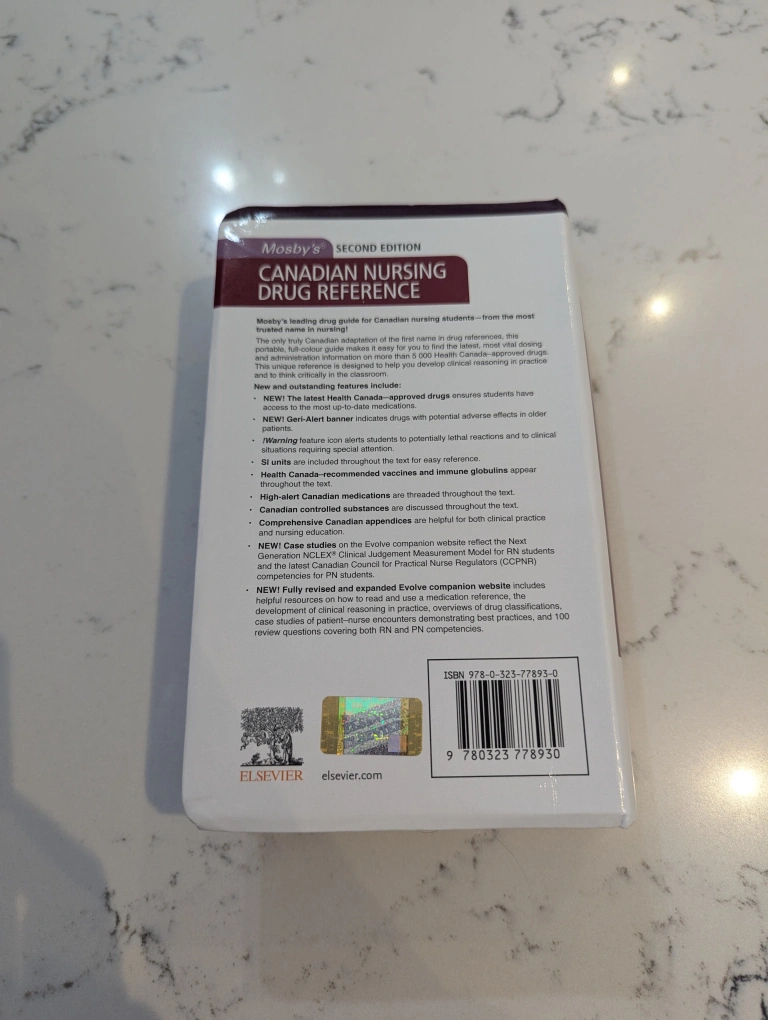 Mosby's® SECOND EDITION
CANADIAN NURSING
DRUG REFERENCE
Mosby's leading drug guide for Canadian nursing students—from the most
trusted name in nursing!
The only truly Canadian adaptation of the first name in drug references, this
portable, full-colour guide makes it easy for you to find the latest, most vital dosing
and administration information on more than 5 000 Health Canada–approved drugs.
This unique reference is designed to help you develop clinical reasoning in practice
and to think critically in the classroom.
New and outstanding features include:
• NEW! The latest Health Canada–approved drugs ensures students have
access to the most up-to-date medications.
• NEW! Geri-Alert banner indicates drugs with potential adverse effects in older
patients.
• !Warning feature icon alerts students to potentially lethal reactions and to clinical
situations requiring special attention.
• SI units are included throughout the text for easy reference.
• Health Canada–recommended vaccines and immune globulins appear
throughout the text.
• High-alert Canadian medications are threaded throughout the text.
• Canadian controlled substances are discussed throughout the text.
• Comprehensive Canadian appendices are helpful for both clinical practice
and nursing education.
• NEW! Case studies on the Evolve companion website reflect the Next
Generation NCLEX® Clinical Judgement Measurement Model for RN students
and the latest Canadian Council for Practical Nurse Regulators (CCPNR)
competencies for PN students.
• NEW! Fully revised and expanded Evolve companion website includes
helpful resources on how to read and use a medication reference, the
development of clinical reasoning in practice, overviews of drug classifications,
case studies of patient–nurse encounters demonstrating best practices, and 100
review questions covering both RN and PN competencies.
ISBN 978-0-323-77893-0
9 780323 778930
ELSEVIER
elsevier.com